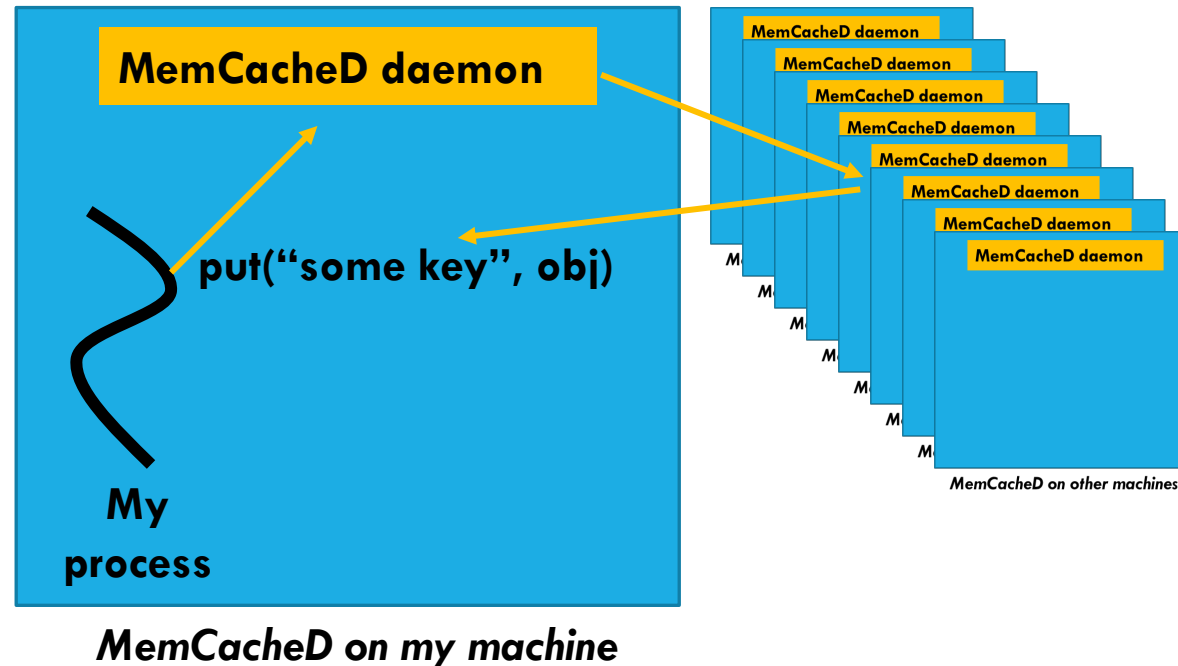 MemCacheD daemon
put(“some key”, obj)
My
process
MemCacheD on my machine
MemCacheD daemon
MemCacheD daemon
MemCacheD daemon
MemCacheD daemon
MemCacheD daemon
MemCacheD daemon
MemCacheD daemon
MemCacheD daemon
M
M
M
M
M
M
M
MemCacheD on other machines